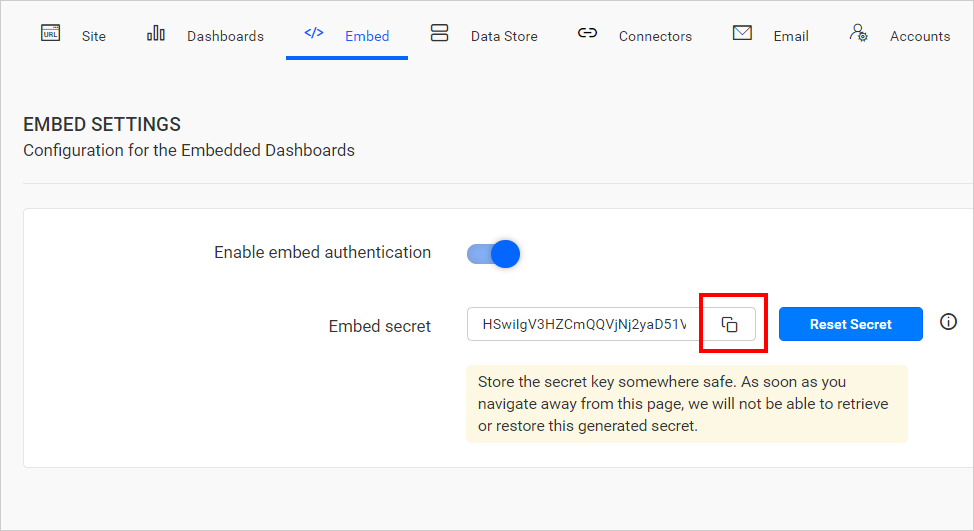 URL Site Dashboards </> Embed Data Store Connectors Email Accounts
EMBED SETTINGS
Configuration for the Embedded Dashboards
Enable embed authentication
Embed secret HSwiIgV3HZCmQQVjNj2yaD51V Reset Secret
Store the secret key somewhere safe. As soon as you
navigate away from this page, we will not be able to retrieve
or restore this generated secret.